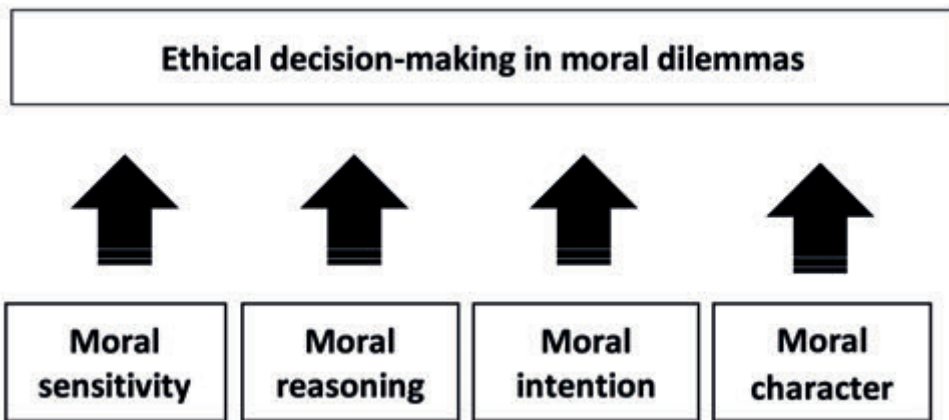 Ethical decision-making in moral dilemmas
Moral
sensitivity
Moral
reasoning
Moral
intention
Moral
character